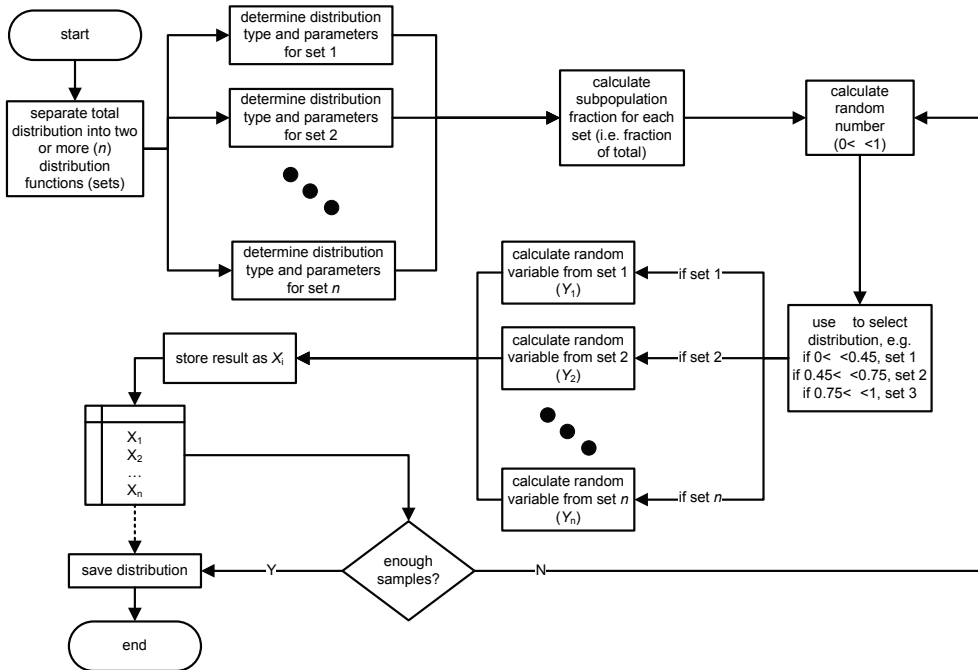 start
separate total
distribution into two
or more (n)
distribution
functions (sets)
determine distribution
type and parameters
for set 1
determine distribution
type and parameters
for set 2
determine distribution
type and parameters
for set n
calculate
subpopulation
fraction for each
set (i.e. fraction
of total)
calculate
random
number
(0< <1)
use to select
distribution, e.g.
if 0< <0.45, set 1
if 0.45< <0.75, set 2
if 0.75< <1, set 3
if set 1
if set 2
if set n
calculate random
variable from set 1
(Y1)
calculate random
variable from set 2
(Y2)
calculate random
variable from set n
(Yn)
store result as Xi
X1
X2
...
Xn
enough
samples?
Y
N
save distribution
end